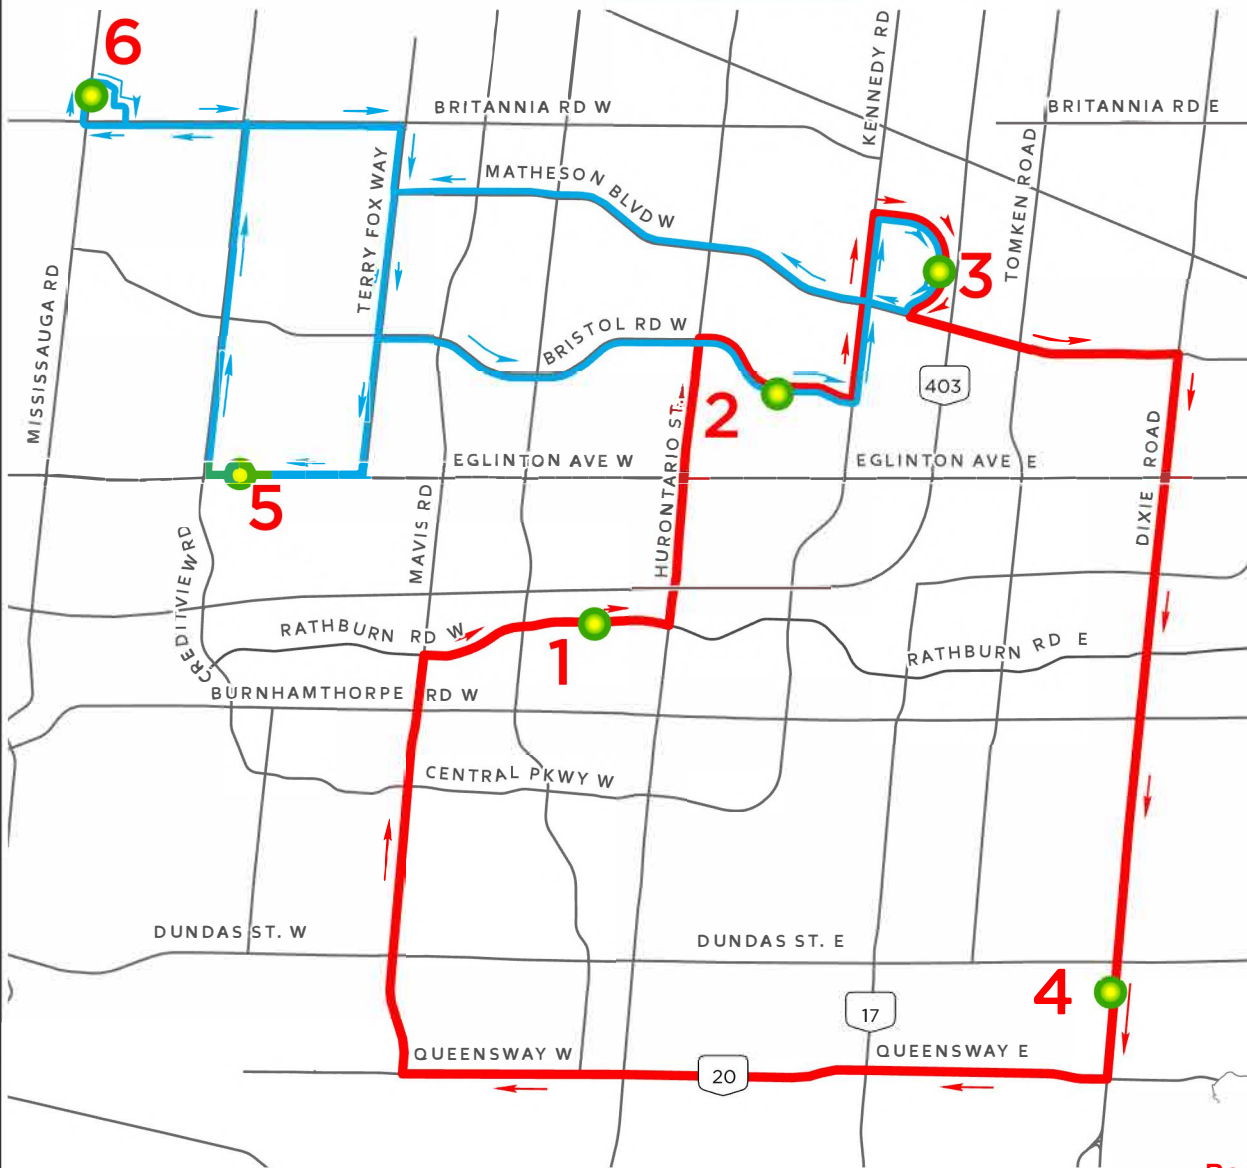 6
BRITANNIA RD W
KENNEDY RD
BRITANNIA RD E
MATHESON BLVD W
TERRY FOX WAY
TOMKEN ROAD
3
MISSISSAUGA RD
BRISTOL RD W
403
2
HURONTARIO ST.
DIXIE ROAD
EGLINTON AVE W
EGLINTON AVE E
5
MAVIS RD
CREDITVIEW RD
RATHBURN RD W
1
RATHBURN RD E
BURNHAMTHORPE RD W
CENTRAL PKWY W
DUNDAS ST. W
DUNDAS ST. E
4
17
QUEENSWAY W
QUEENSWAY E
20